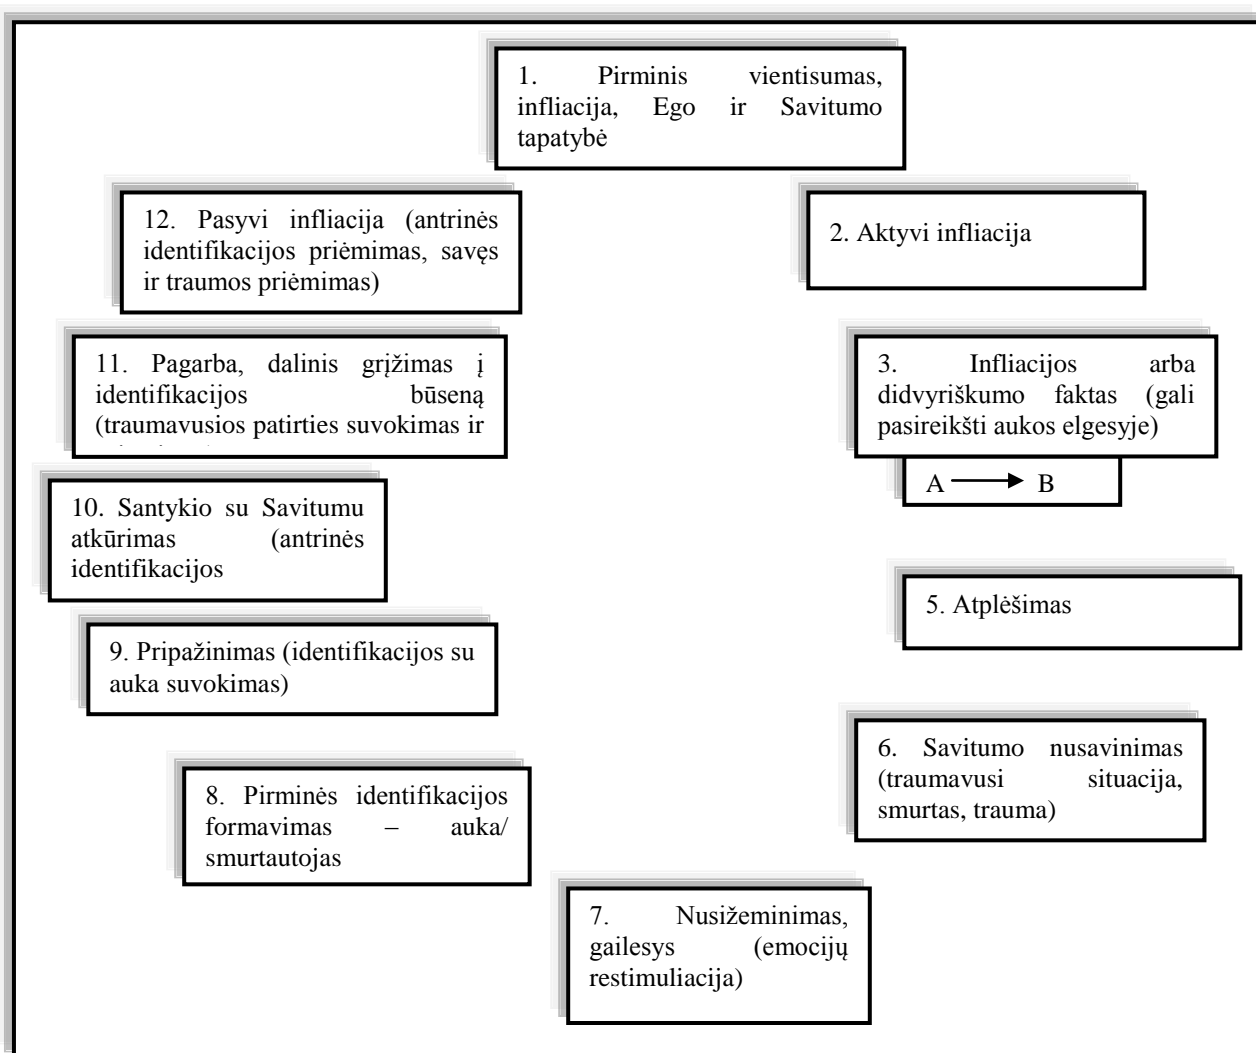 1. Pirminis vientisumas,
infliacija, Ego ir Savitumo
tapatybė
12. Pasyvi infliacija (antrinės
identifikacijos priėmimas, savęs
ir traumos priėmimas)
2. Aktyvi infliacija
11. Pagarba, dalinis grįžimas į
identifikacijos būseną
(traumavusios patirties suvokimas ir
3. Infliacijos arba
didvyriškumo faktas (gali
pasireikšti aukos elgesyje)
A B
10. Santykio su Savitumu
atkūrimas (antrinės
identifikacijos
5. Atplėšimas
9. Pripažinimas (identifikacijos su
auka suvokimas)
6. Savitumo nusavinimas
(traumavusi situacija,
smurtas, trauma)
8. Pirminės identifikacijos
formavimas – auka/
smurtautojas
7. Nusižeminimas,
gailesys (emocijų
restimuliacija)